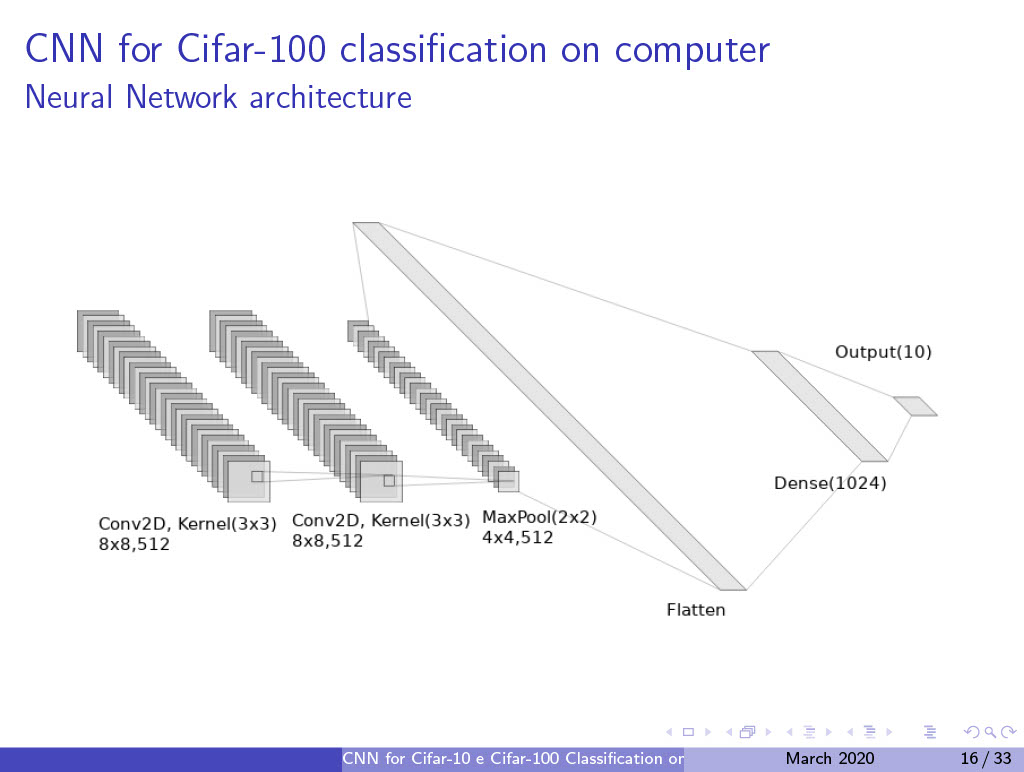 CNN for Cifar-100 classification on computer
Neural Network architecture
Output(10)
Dense(1024)
Conv2D, Kernel(3x3)
8x8,512
Conv2D, Kernel(3x3)
8x8,512
MaxPool(2x2)
4x4,512
Flatten
CNN for Cifar-10 e Cifar-100 Classification or
March 2020
16 / 33